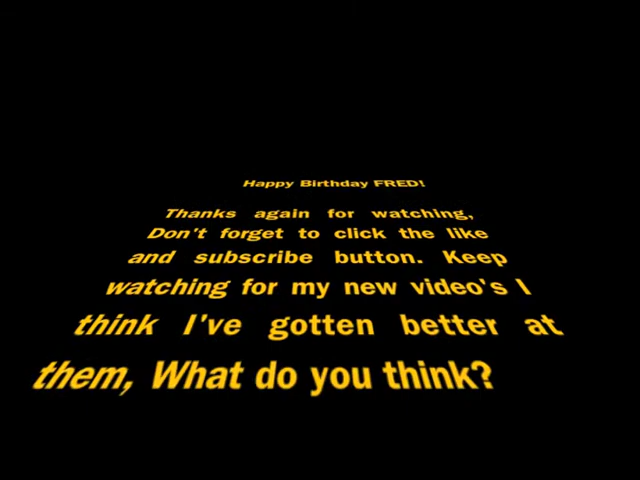 Happy Birthday FRED!
Thanks again for watching,
Don't forget to click the like
and subscribe button. Keep
watching for my new video's I
think I've gotten better at
them, What do you think?